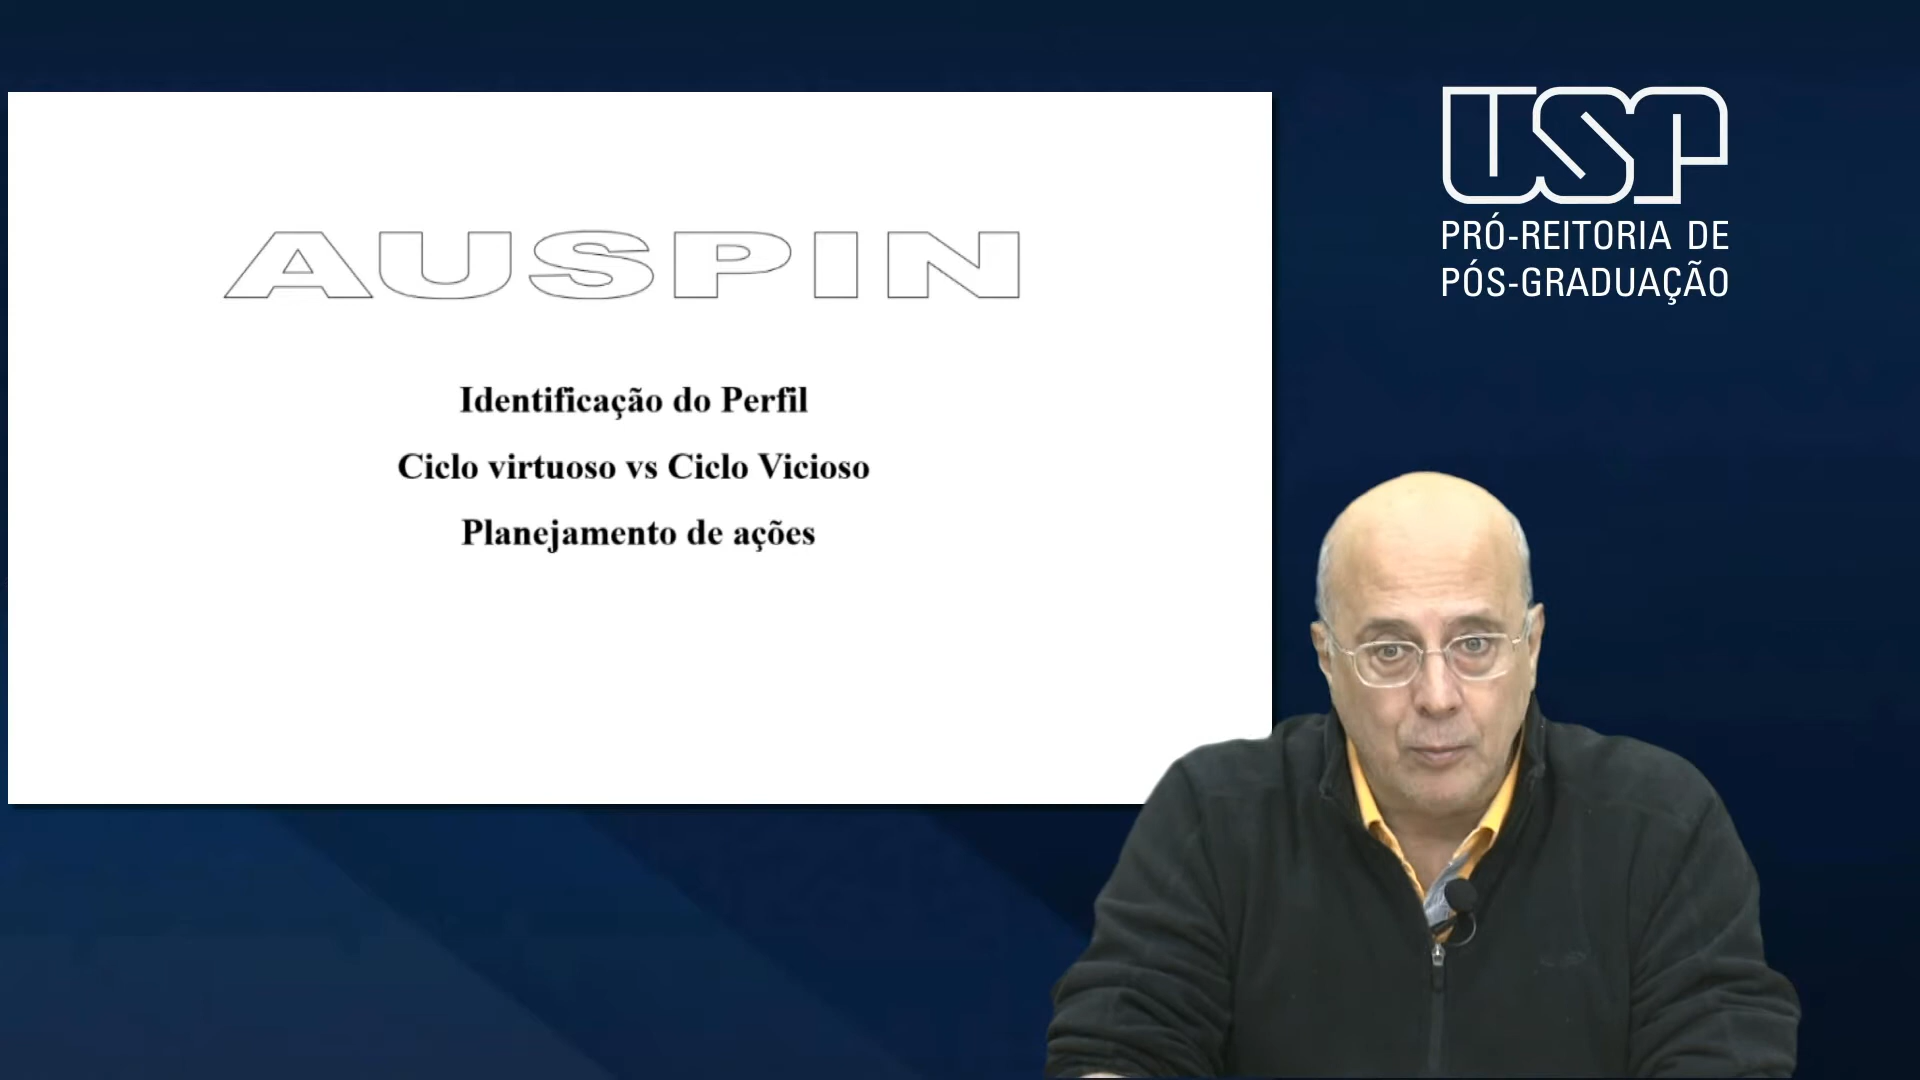 AUSPIN
Identificação do Perfil
Ciclo virtuoso vs Ciclo Vicioso
Planejamento de ações
USP
PRÓ-REITORIA DE
PÓS-GRADUAÇÃO